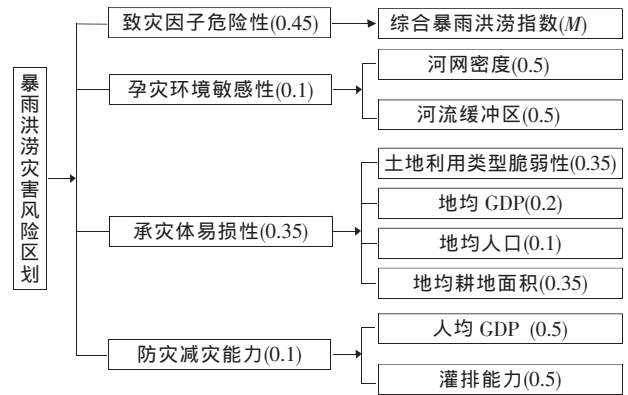 暴雨洪涝灾害风险区划
致灾因子危险性(0.45)
综合暴雨洪涝指数(M)
孕灾环境敏感性(0.1)
河网密度(0.5)
河流缓冲区(0.5)
承灾体易损性(0.35)
土地利用类型脆弱性(0.35)
地均 GDP(0.2)
地均人口(0.1)
地均耕地面积(0.35)
防灾减灾能力(0.1)
人均 GDP (0.5)
灌排能力(0.5)